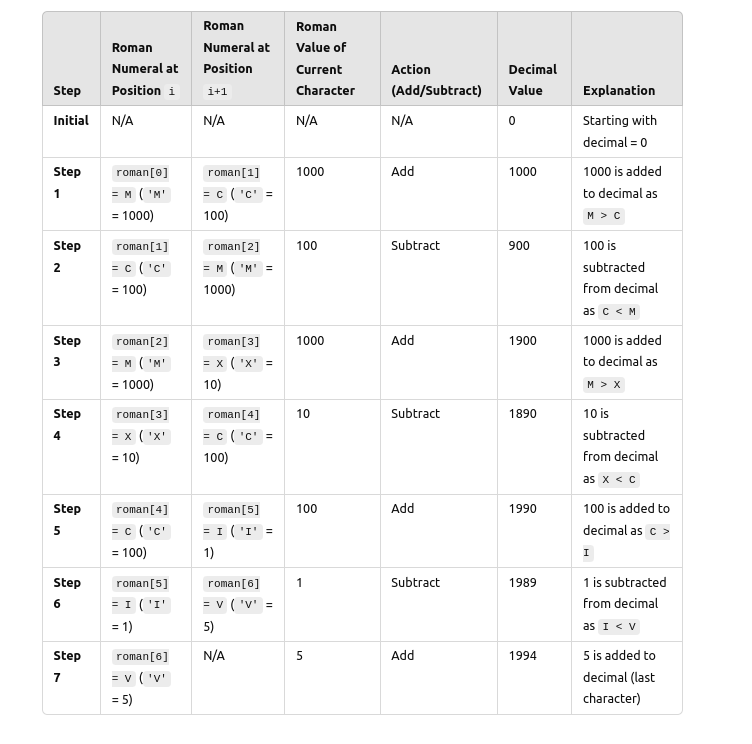 Step | Roman Numeral at Position i | Roman Numeral at Position i+1 | Roman Value of Current Character | Action (Add/Subtract) | Decimal Value | Explanation
Initial | N/A | N/A | N/A | N/A | 0 | Starting with decimal = 0
Step 1 | roman[0] = M ( 'M' = 1000) | roman[1] = C ( 'C' = 100) | 1000 | Add | 1000 | 1000 is added to decimal as M > C
Step 2 | roman[1] = C ( 'C' = 100) | roman[2] = M ( 'M' = 1000) | 100 | Subtract | 900 | 100 is subtracted from decimal as C < M
Step 3 | roman[2] = M ( 'M' = 1000) | roman[3] = X ( 'X' = 10) | 1000 | Add | 1900 | 1000 is added to decimal as M > X
Step 4 | roman[3] = X ( 'X' = 10) | roman[4] = C ( 'C' = 100) | 10 | Subtract | 1890 | 10 is subtracted from decimal as X < C
Step 5 | roman[4] = C ( 'C' = 100) | roman[5] = I ( 'I' = 1) | 100 | Add | 1990 | 100 is added to decimal as C > I
Step 6 | roman[5] = I ( 'I' = 1) | roman[6] = V ( 'V' = 5) | 1 | Subtract | 1989 | 1 is subtracted from decimal as I < V
Step 7 | roman[6] = V ( 'V' = 5) | N/A | 5 | Add | 1994 | 5 is added to decimal (last character)